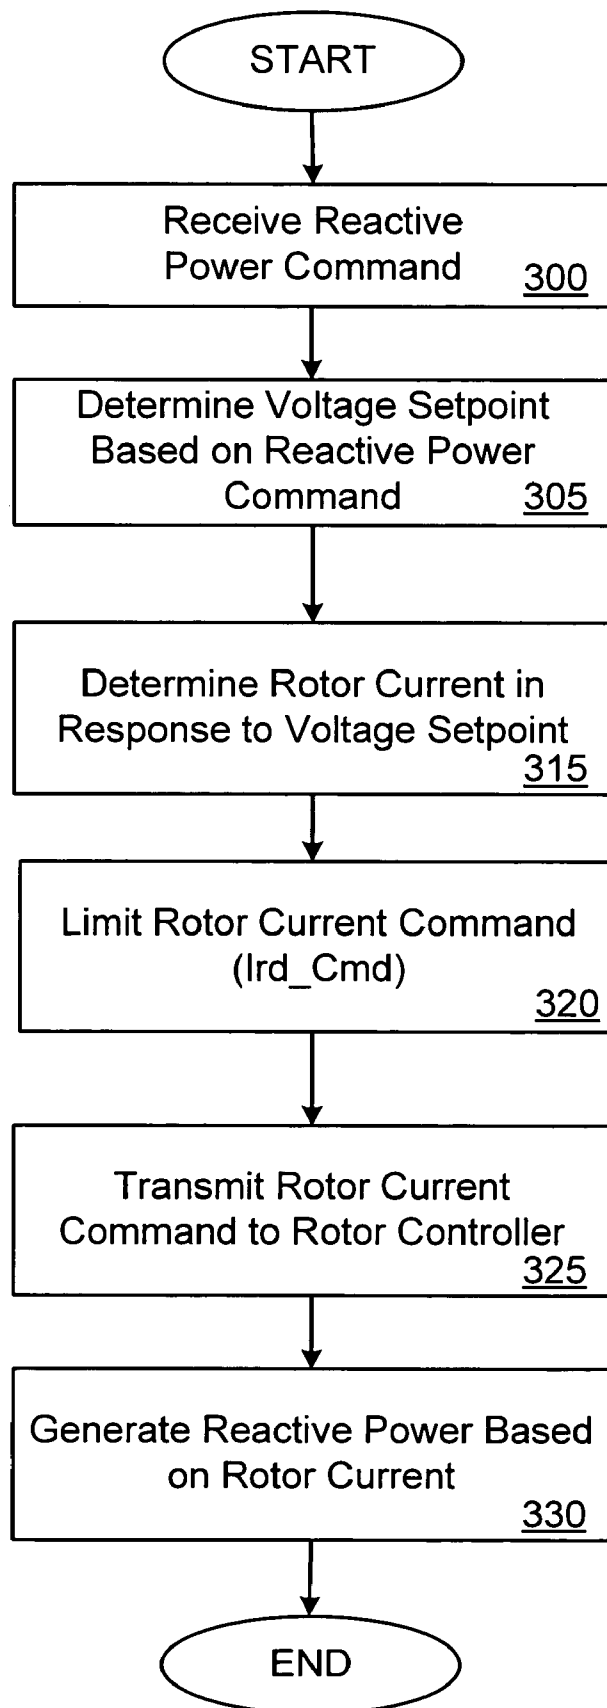 START
Receive Reactive
Power Command
300
Determine Voltage Setpoint
Based on Reactive Power
Command
305
Determine Rotor Current in
Response to Voltage Setpoint
315
Limit Rotor Current Command
(Ird_Cmd)
320
Transmit Rotor Current
Command to Rotor Controller
325
Generate Reactive Power Based
on Rotor Current
330
END